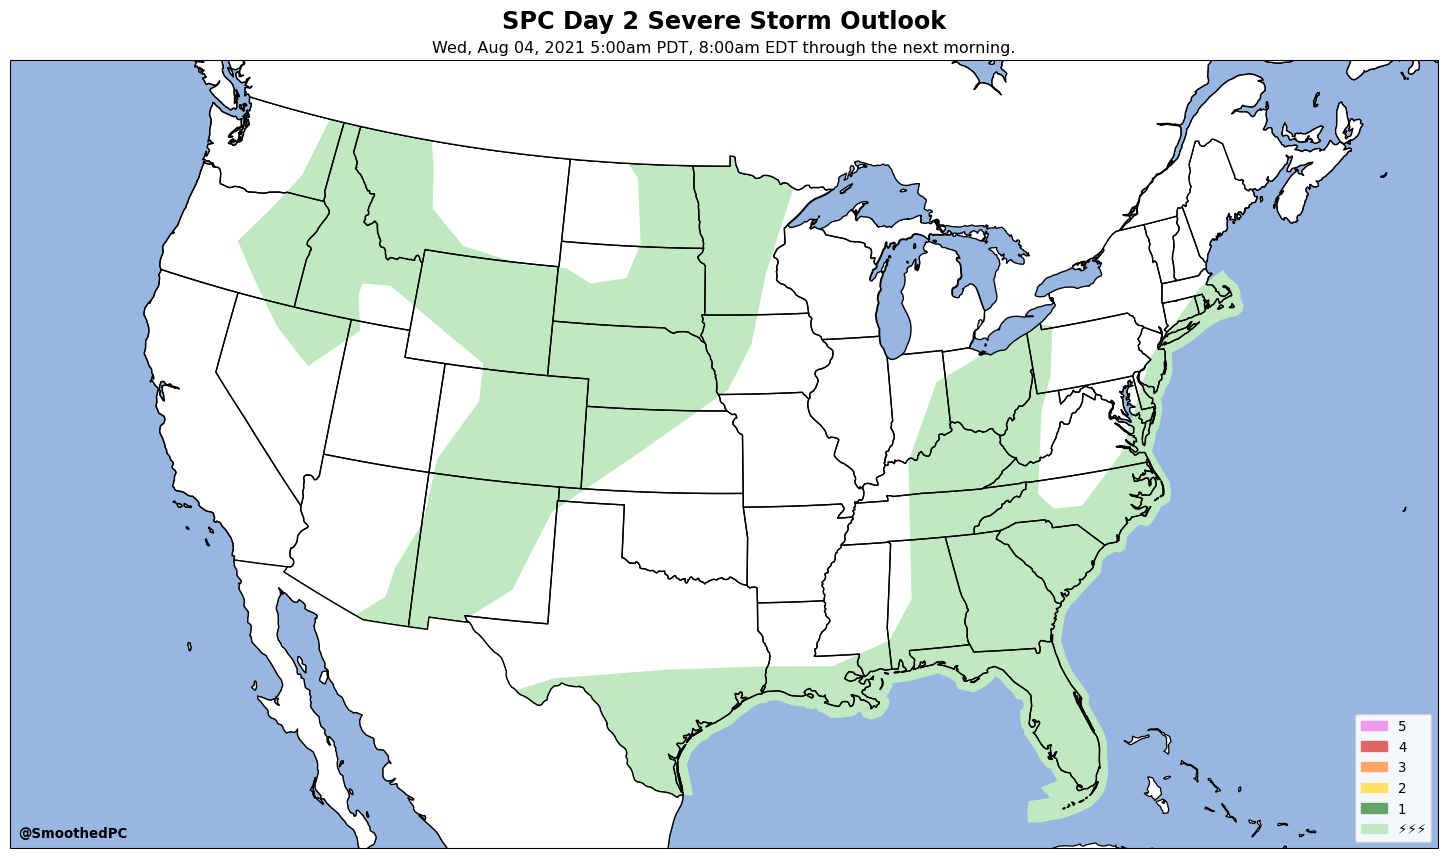 SPC Day 2 Severe Storm Outlook
Wed, Aug 04, 2021 5:00am PDT, 8:00am EDT through the next morning.
5
4
3
2
1
⚡⚡⚡
@SmoothedPC